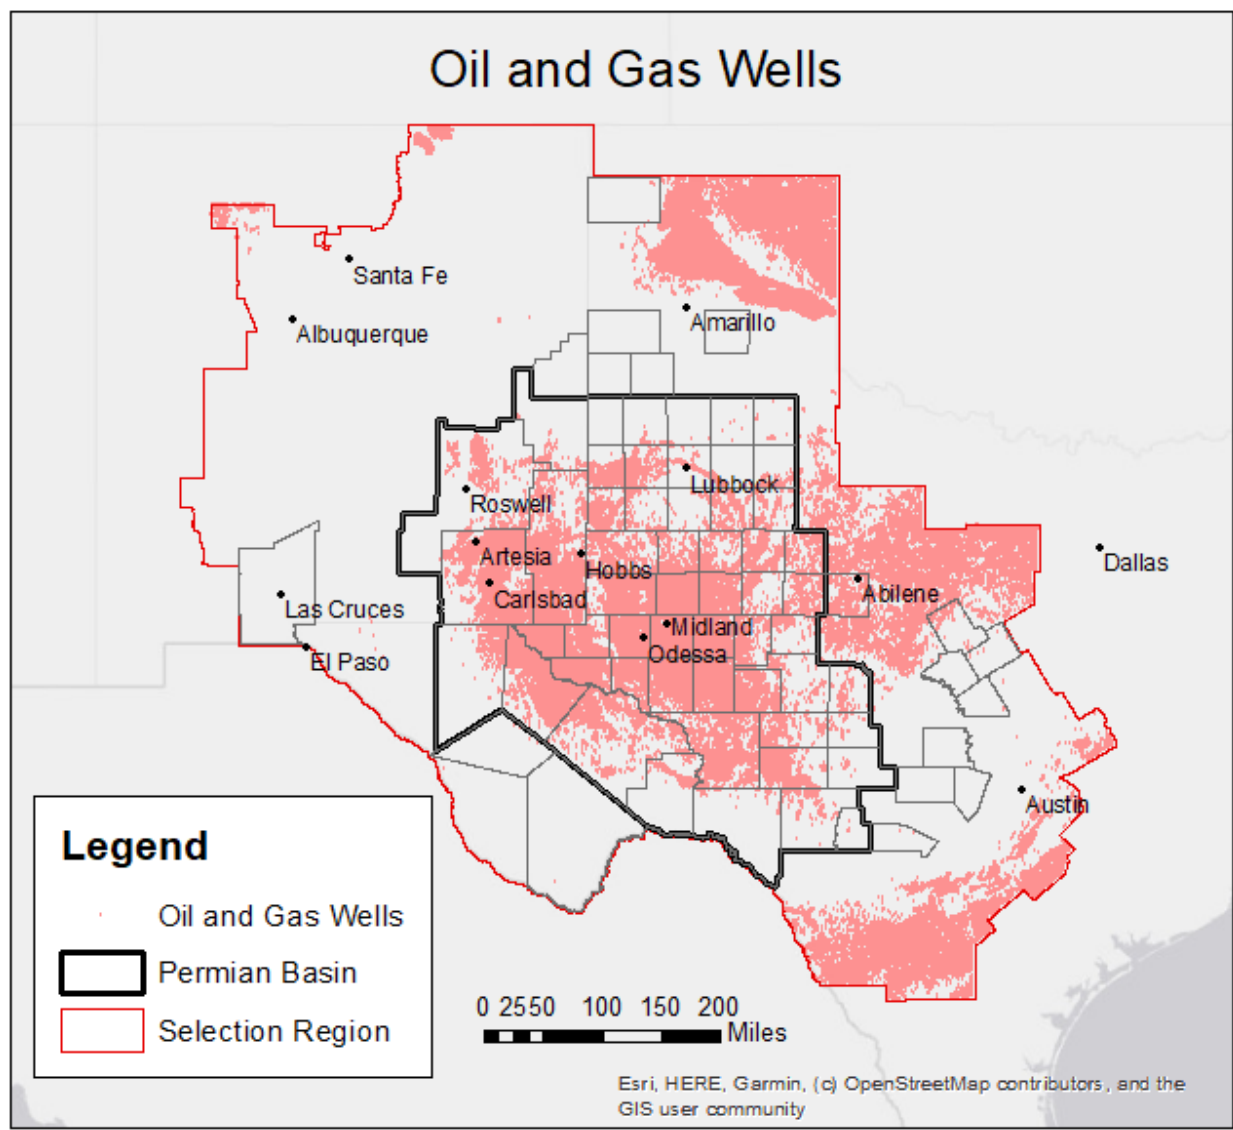 Oil and Gas Wells
Santa Fe
Albuquerque
Amarillo
Lubbock
Roswell
Artesia
Hobbs
Carlsbad
Dallas
Abilene
Las Cruces
El Paso
Midland
Odessa
Austin
Legend
Oil and Gas Wells
Permian Basin
Selection Region
0 25 50 100 150 200
Miles
Esri, HERE, Garmin, (c) OpenStreetMap contributors, and the
GIS user community